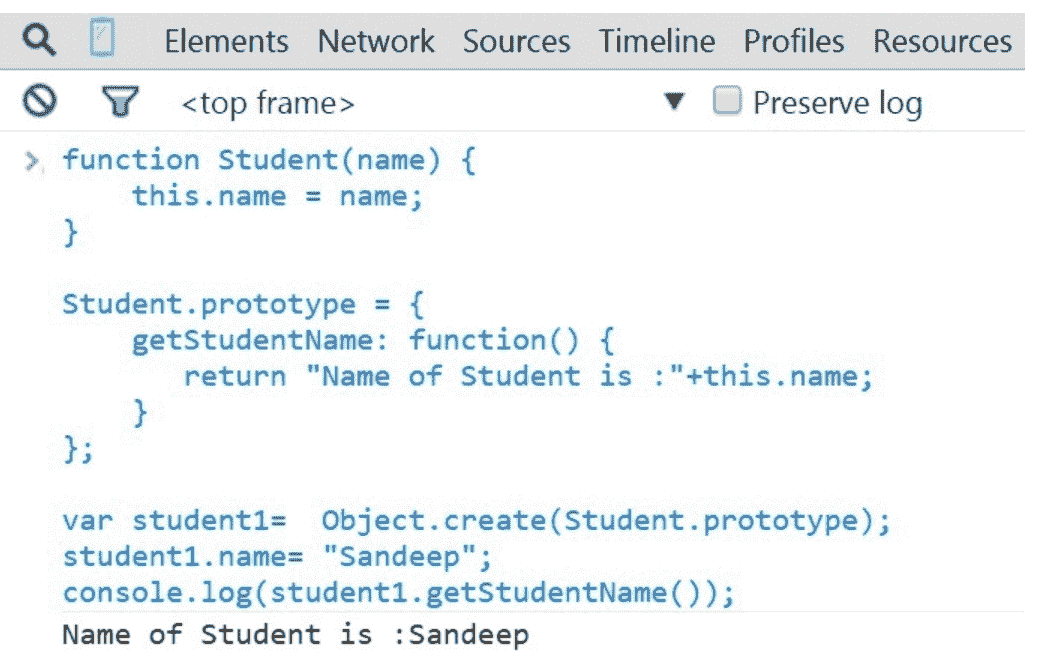 Elements Network Sources Timeline Profiles Resources
<top frame> ▼ Preserve log
> function Student(name) {
    this.name = name;
}

Student.prototype = {
    getStudentName: function() {
       return "Name of Student is :"+this.name;
    }
};

var student1=  Object.create(Student.prototype);
student1.name= "Sandeep";
console.log(student1.getStudentName());
Name of Student is :Sandeep